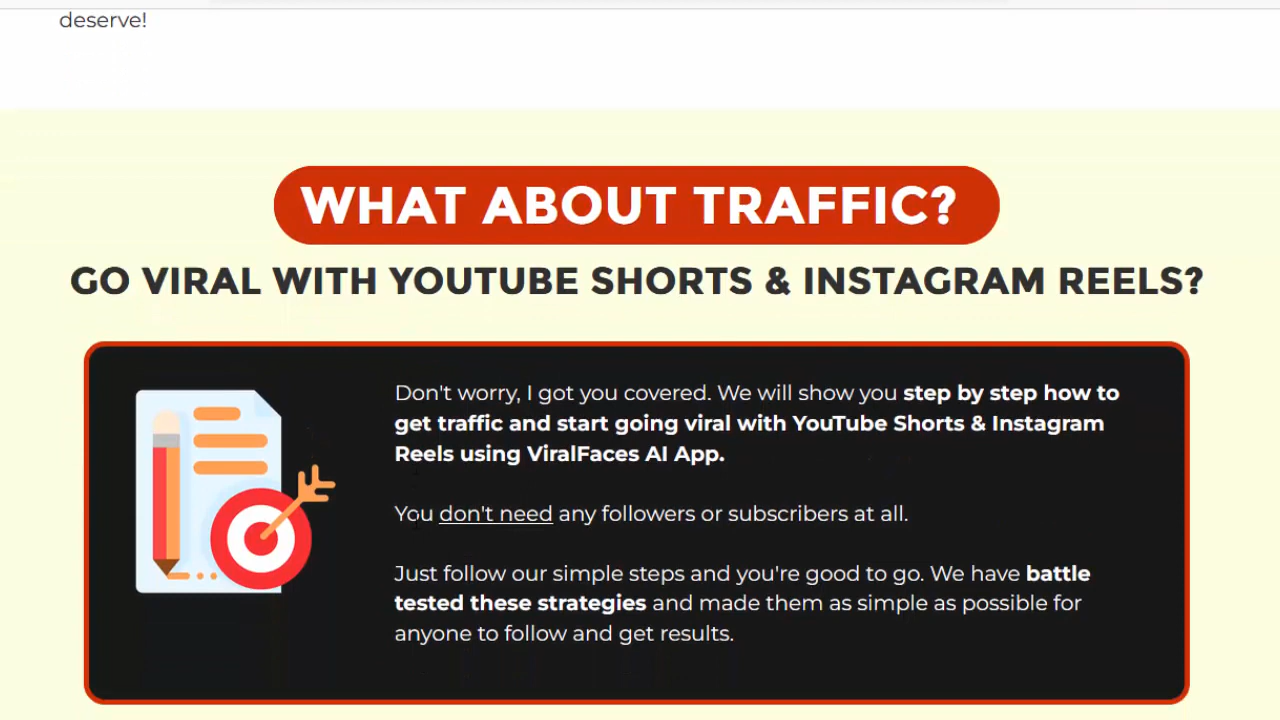 deserve!
WHAT ABOUT TRAFFIC?
GO VIRAL WITH YOUTUBE SHORTS & INSTAGRAM REELS?
Don't worry, I got you covered. We will show you step by step how to
get traffic and start going viral with YouTube Shorts & Instagram
Reels using ViralFaces AI App.
You don't need any followers or subscribers at all.
Just follow our simple steps and you're good to go. We have battle
tested these strategies and made them as simple as possible for
anyone to follow and get results.